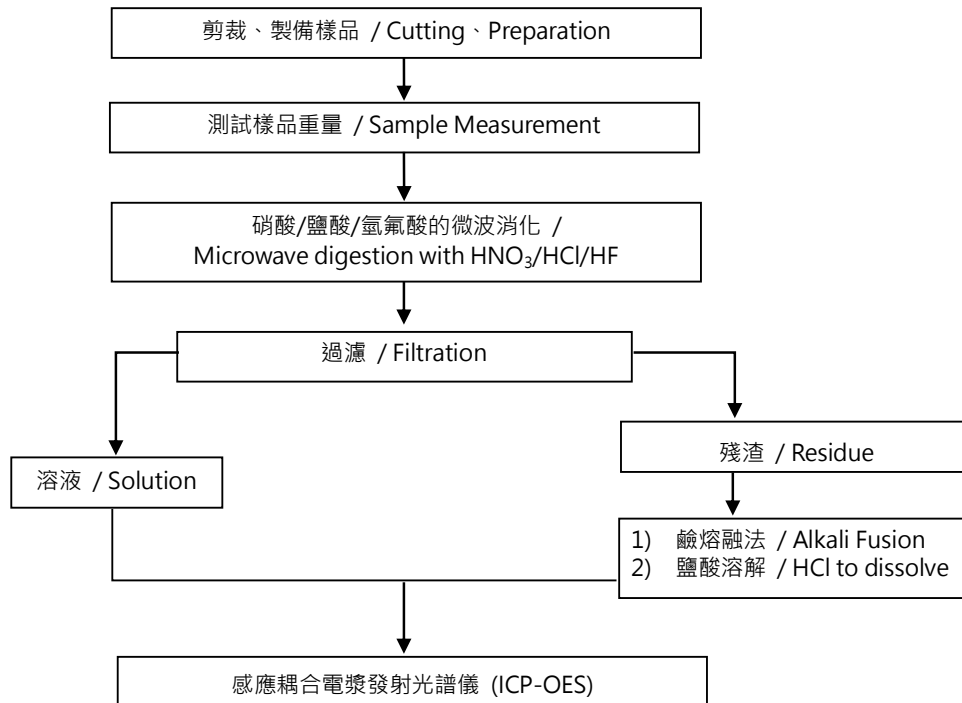 剪裁、製備樣品 / Cutting、Preparation
測試樣品重量 / Sample Measurement
硝酸/鹽酸/氫氟酸的微波消化 /
Microwave digestion with HNO₃/HCl/HF
過濾 / Filtration
溶液 / Solution
殘渣 / Residue
1) 鹼熔融法 / Alkali Fusion
2) 鹽酸溶解 / HCl to dissolve
感應耦合電漿發射光譜儀 (ICP-OES)